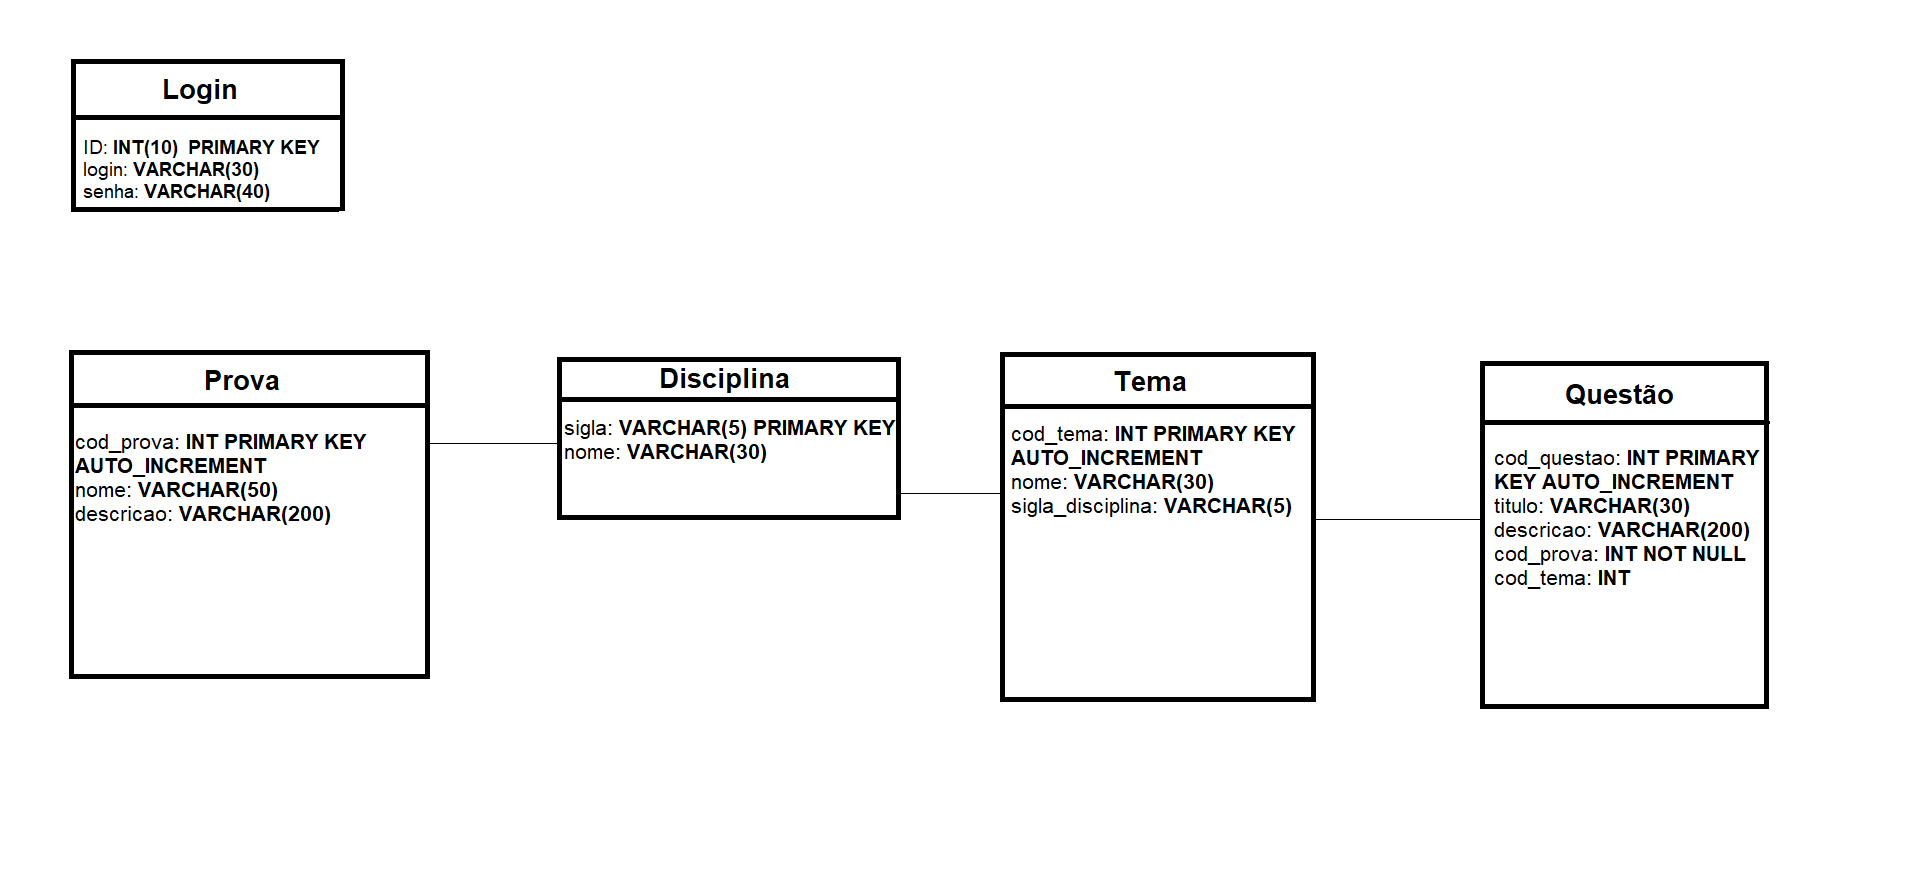 Login
ID: INT(10)  PRIMARY KEY
login: VARCHAR(30)
senha: VARCHAR(40)
Prova
cod_prova: INT PRIMARY KEY
AUTO_INCREMENT
nome: VARCHAR(50)
descricao: VARCHAR(200)
Disciplina
sigla: VARCHAR(5) PRIMARY KEY
nome: VARCHAR(30)
Tema
cod_tema: INT PRIMARY KEY
AUTO_INCREMENT
nome: VARCHAR(30)
sigla_disciplina: VARCHAR(5)
Questão
cod_questao: INT PRIMARY
KEY AUTO_INCREMENT
titulo: VARCHAR(30)
descricao: VARCHAR(200)
cod_prova: INT NOT NULL
cod_tema: INT